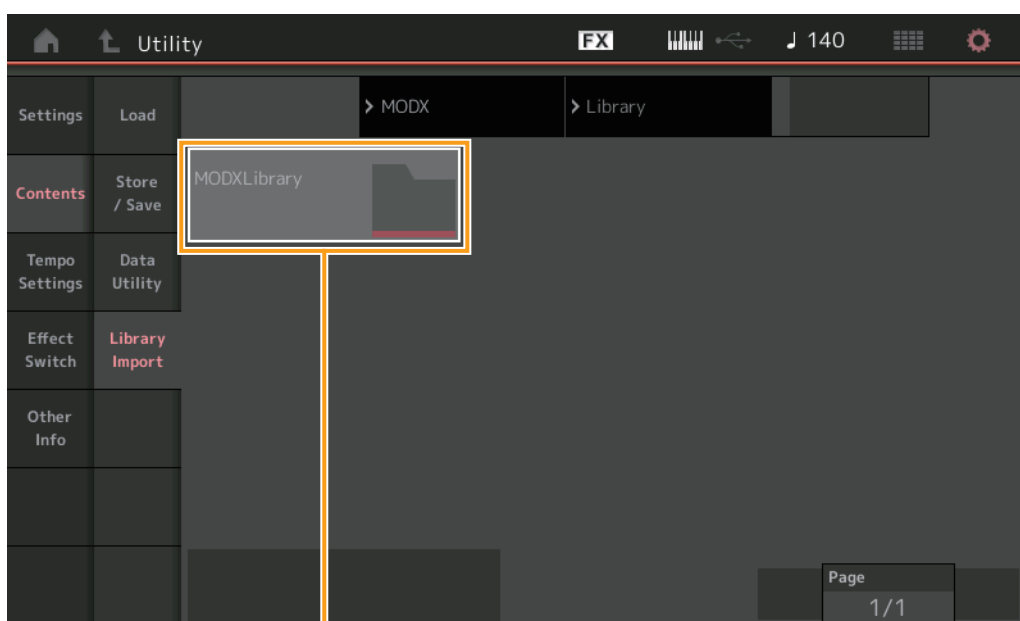 Utility
FX
♩ 140
Settings
Load
> MODX
> Library
Contents
Store
/ Save
MODXLibrary
Tempo
Settings
Data
Utility
Effect
Switch
Library
Import
Other
Info
Page
1/1